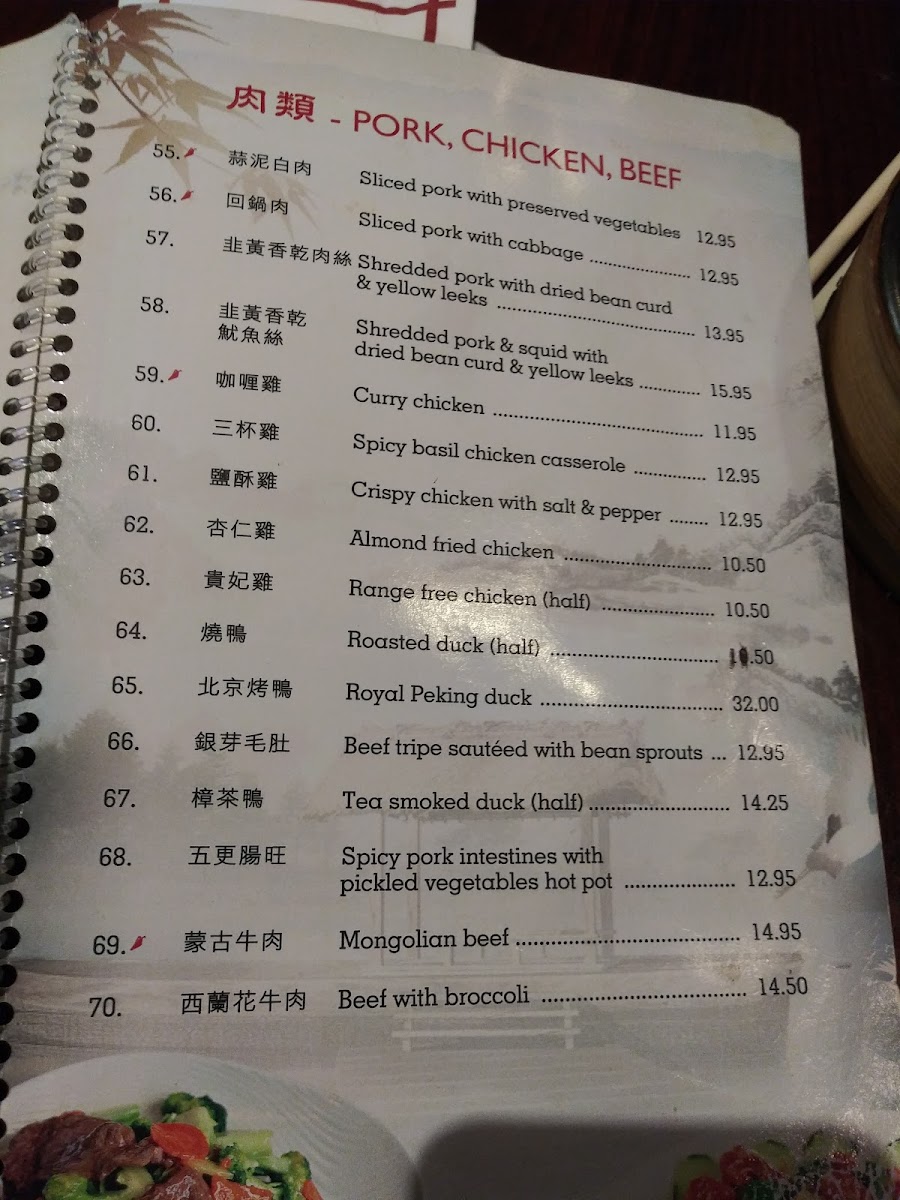 肉類 - PORK, CHICKEN, BEEF
55. 蒜泥白肉 Sliced pork with preserved vegetables 12.95
56. 回鍋肉 Sliced pork with cabbage ..................... 12.95
57. 韭黃香乾肉絲 Shredded pork with dried bean curd
& yellow leeks ......................................... 13.95
58. 韭黃香乾 Shredded pork & squid with
魷魚絲 dried bean curd & yellow leeks ............ 15.95
59. 咖喱雞 Curry chicken .......................................... 11.95
60. 三杯雞 Spicy basil chicken casserole .............. 12.95
61. 鹽酥雞 Crispy chicken with salt & pepper ........ 12.95
62. 杏仁雞 Almond fried chicken ............................. 10.50
63. 貴妃雞 Range free chicken (half) ...................... 10.50
64. 燒鴨 Roasted duck (half) ................................. .50
65. 北京烤鴨 Royal Peking duck .................................... 32.00
66. 銀芽毛肚 Beef tripe sautéed with bean sprouts ... 12.95
67. 樟茶鴨 Tea smoked duck (half) ........................... 14.25
68. 五更腸旺 Spicy pork intestines with
pickled vegetables hot pot ..................... 12.95
69. 蒙古牛肉 Mongolian beef .......................................... 14.95
70. 西蘭花牛肉 Beef with broccoli ...................................... 14.50